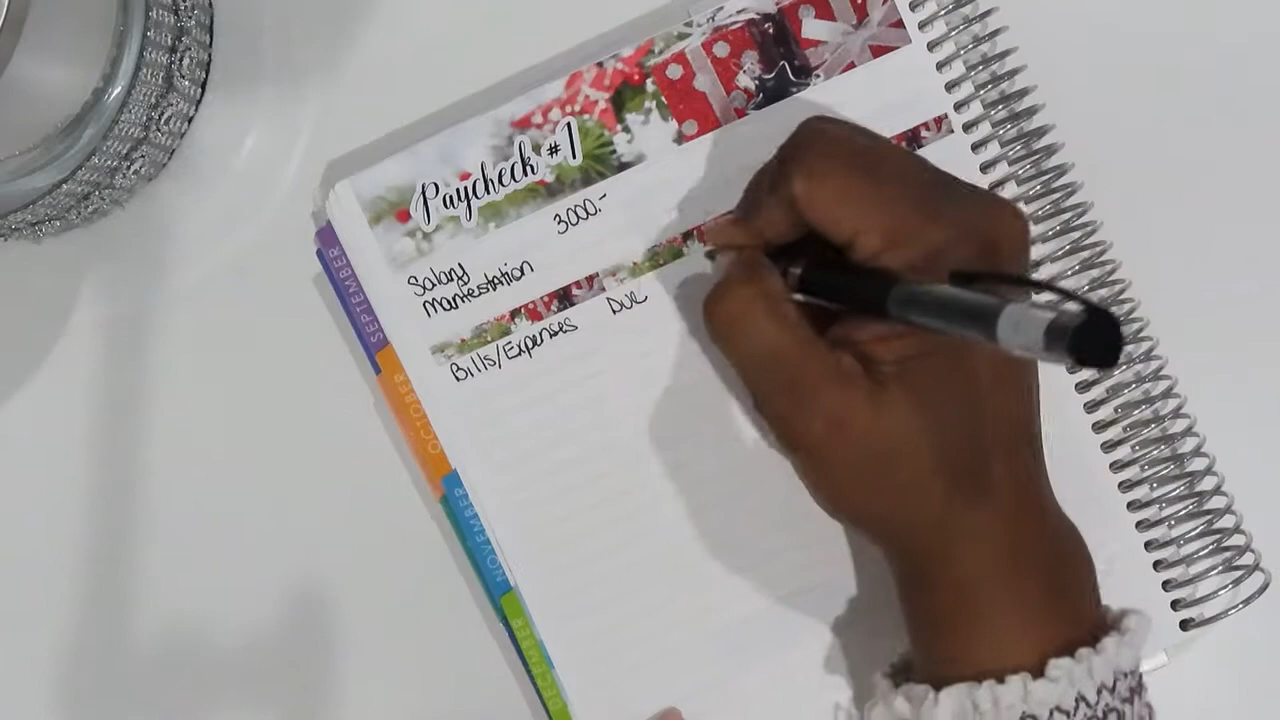 Paycheck #1
Salary 3000.-
Manifestation
Bills/Expenses Due
SEPTEMBER
OCTOBER
NOVEMBER
DECEMBER